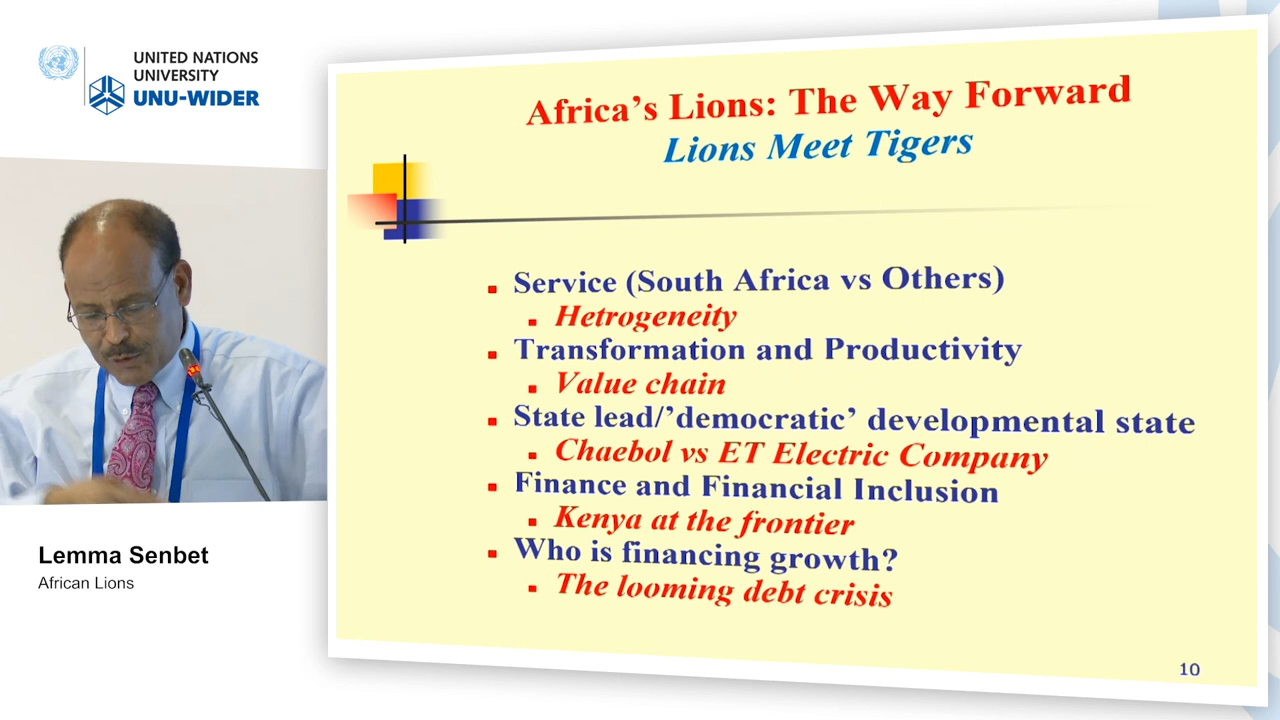 UNITED NATIONS
UNIVERSITY
UNU-WIDER
Africa's Lions: The Way Forward
Lions Meet Tigers
Service (South Africa vs Others)
Hetrogeneity
Transformation and Productivity
Value chain
State lead/'democratic' developmental state
Chaebol vs ET Electric Company
Finance and Financial Inclusion
Kenya at the frontier
Who is financing growth?
The looming debt crisis
10
Lemma Senbet
African Lions